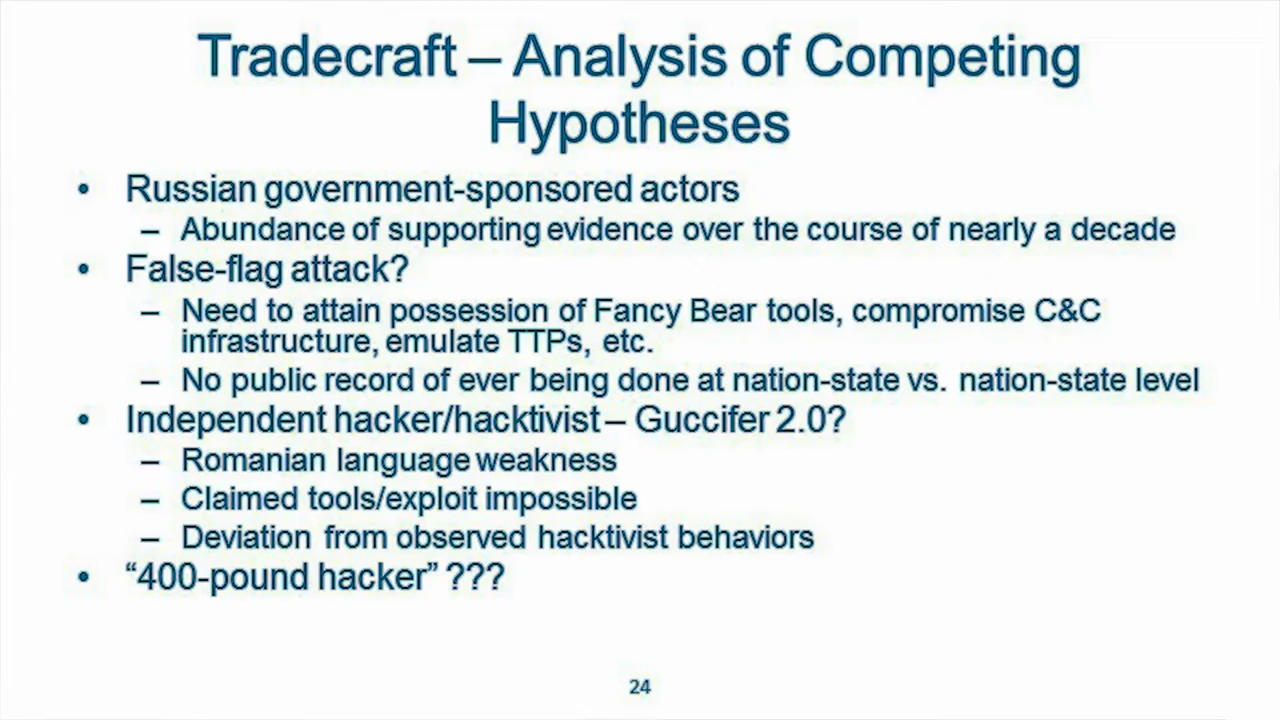 Tradecraft – Analysis of Competing
Hypotheses
• Russian government-sponsored actors
– Abundance of supporting evidence over the course of nearly a decade
• False-flag attack?
– Need to attain possession of Fancy Bear tools, compromise C&C
infrastructure, emulate TTPs, etc.
– No public record of ever being done at nation-state vs. nation-state level
• Independent hacker/hacktivist – Guccifer 2.0?
– Romanian language weakness
– Claimed tools/exploit impossible
– Deviation from observed hacktivist behaviors
• “400-pound hacker” ???
24